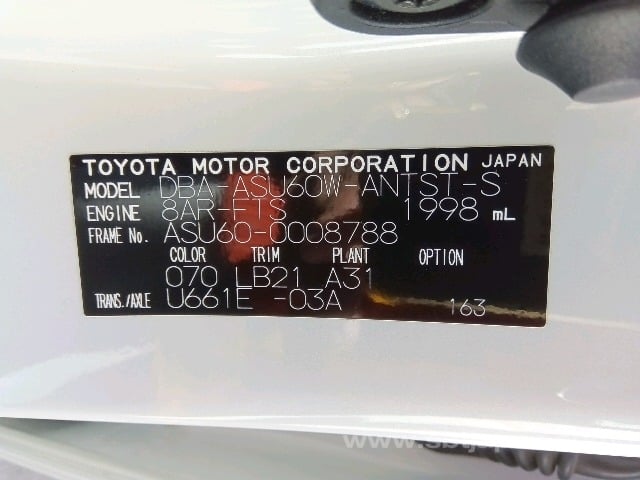 TOYOTA MOTOR CORPORATION JAPAN
MODEL DBA-ASU60W-ANTST-S
ENGINE 8AR-FTS 1998 mL
FRAME No. ASU60-0008788
COLOR TRIM PLANT OPTION
070 LB21 A31
TRANS./AXLE U661E -03A 163